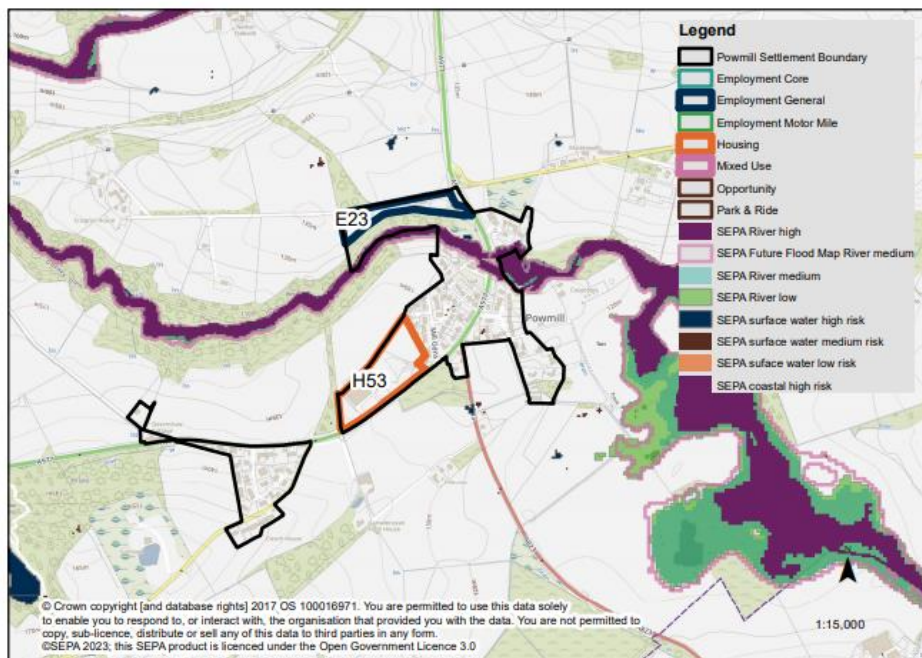 Legend
Powmill Settlement Boundary
Employment Core
Employment General
Employment Motor Mile
Housing
Mixed Use
Opportunity
Park & Ride
SEPA River high
SEPA Future Flood Map River medium
SEPA River medium
SEPA River low
SEPA surface water high risk
SEPA surface water medium risk
SEPA suface water low risk
SEPA coastal high risk
E23
Powmill
H53
1:15,000
© Crown copyright [and database rights] 2017 OS 100016971. You are permitted to use this data solely
to enable you to respond to, or interact with, the organisation that provided you with the data. You are not permitted to
copy, sub-licence, distribute or sell any of this data to third parties in any form.
©SEPA 2023; this SEPA product is licenced under the Open Government Licence 3.0